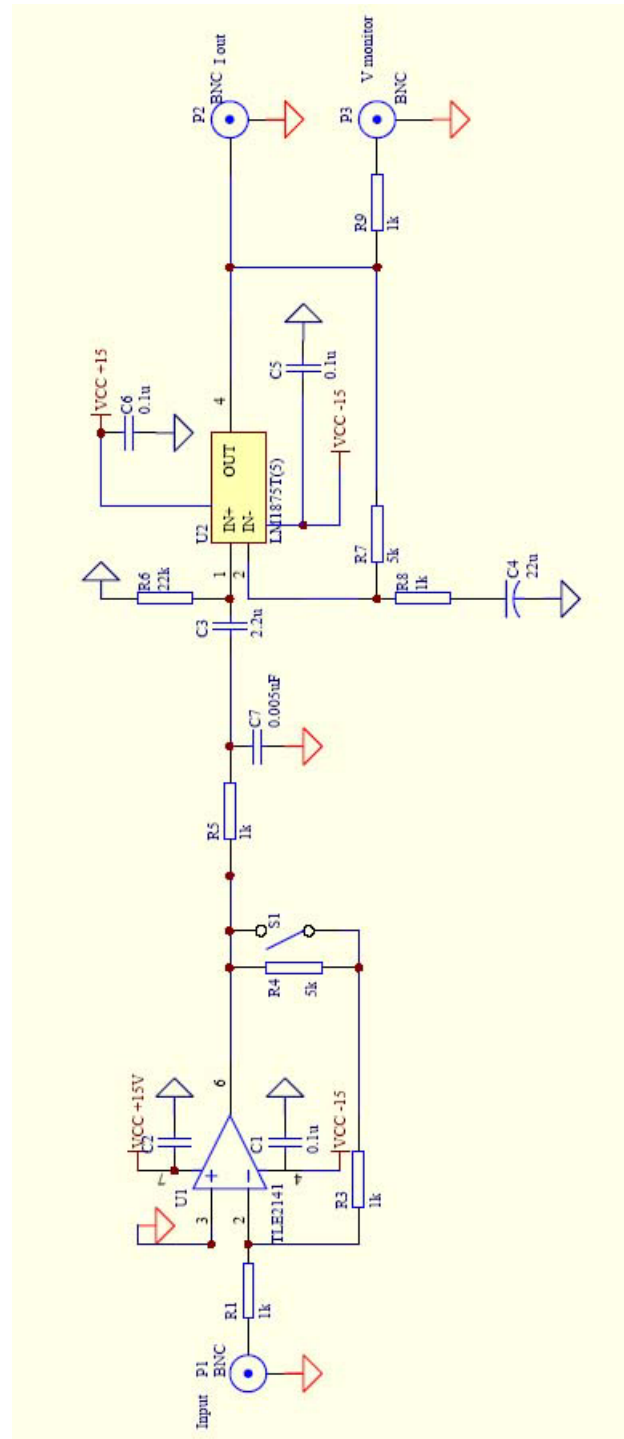 Input P1
BNC
R1
1k
3
2
U1
TLE2141
7
VCC +15V
C2
4
C1
0.1u
VCC -15
6
R3
1k
R4
5k
S1
R5
1k
C7
0.005uF
C3
2.2u
R6
22k
1
2
U2
IN+
IN-
OUT
LM1875T(5)
4
VCC +15
C6
0.1u
C5
0.1u
VCC -15
R7
5k
R8
1k
C4
22u
R9
1k
P2
BNC I out
P3
BNC
V monitor